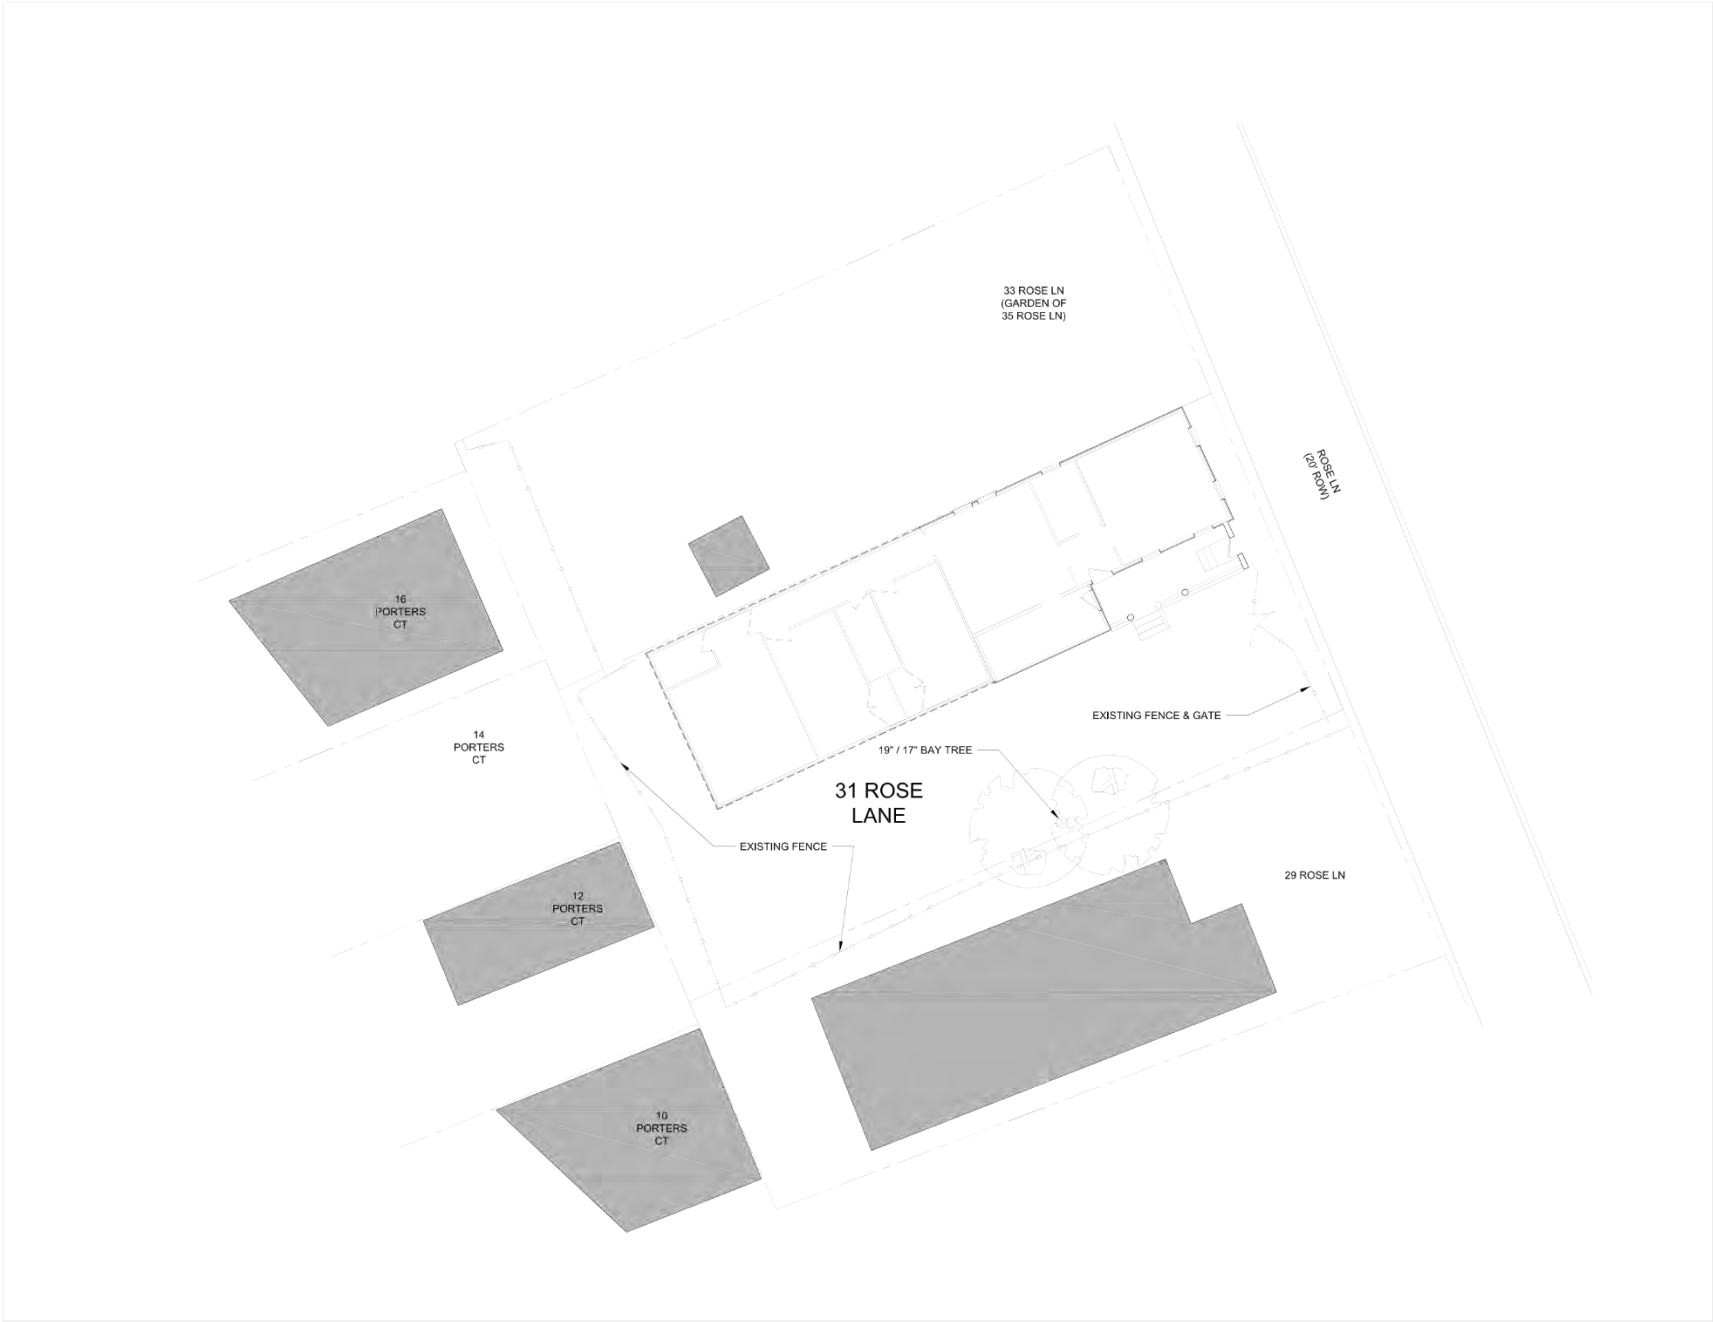 33 ROSE LN
(GARDEN OF
35 ROSE LN)
ROSE LN
(20' ROW)
16
PORTERS
CT
14
PORTERS
CT
EXISTING FENCE & GATE
19" / 17" BAY TREE
31 ROSE
LANE
EXISTING FENCE
29 ROSE LN
12
PORTERS
CT
10
PORTERS
CT